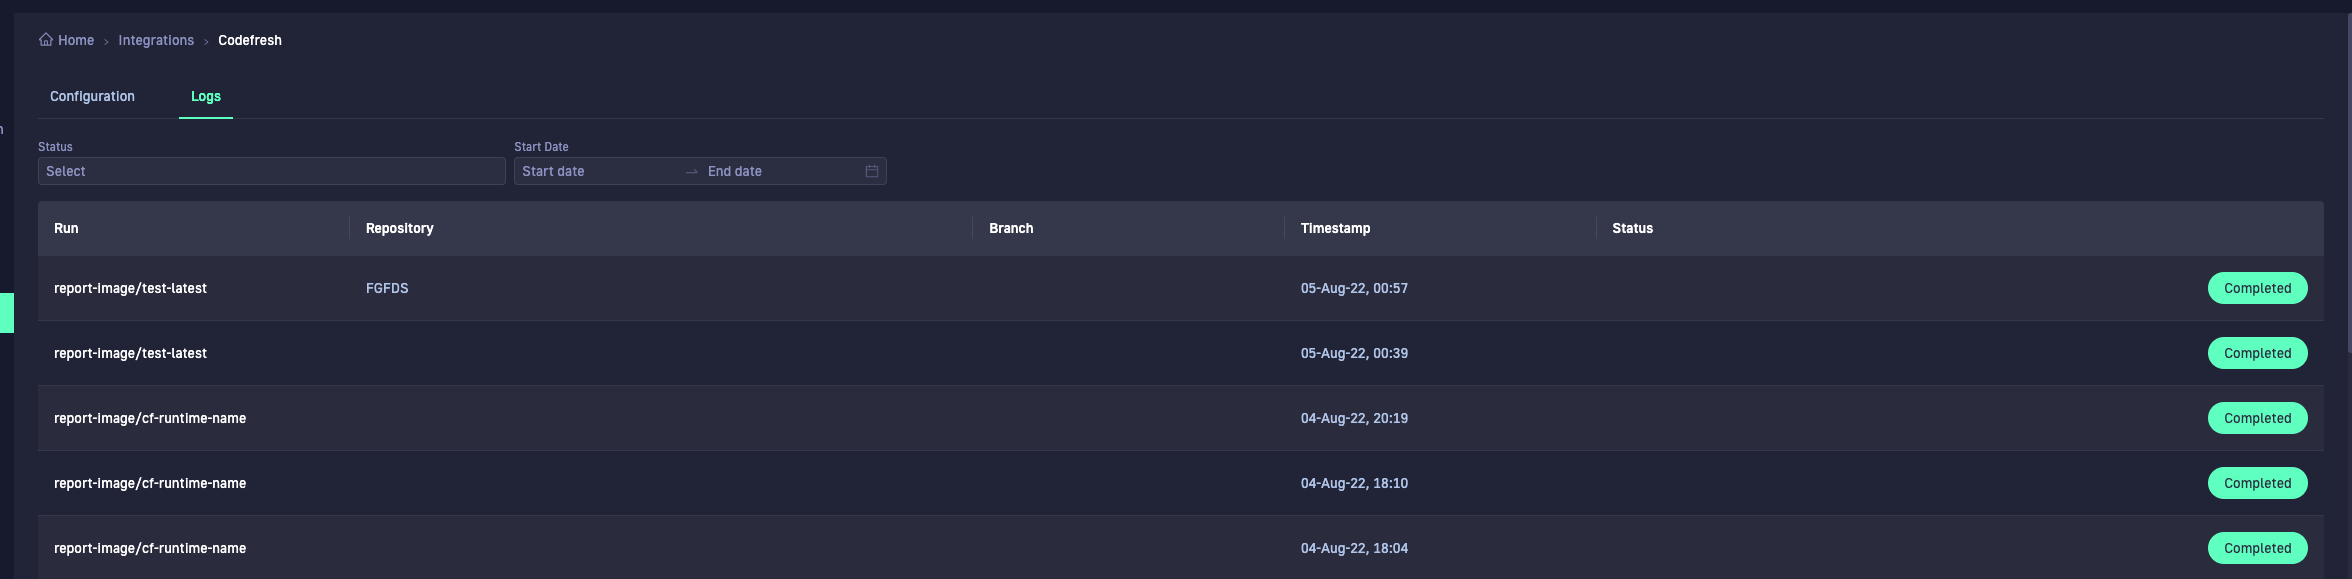 Home > Integrations > Codefresh
Configuration Logs
Status Start Date
Select Start date → End date
Run Repository Branch Timestamp Status
report-image/test-latest FGFDS 05-Aug-22, 00:57 Completed
report-image/test-latest 05-Aug-22, 00:39 Completed
report-image/cf-runtime-name 04-Aug-22, 20:19 Completed
report-image/cf-runtime-name 04-Aug-22, 18:10 Completed
report-image/cf-runtime-name 04-Aug-22, 18:04 Completed